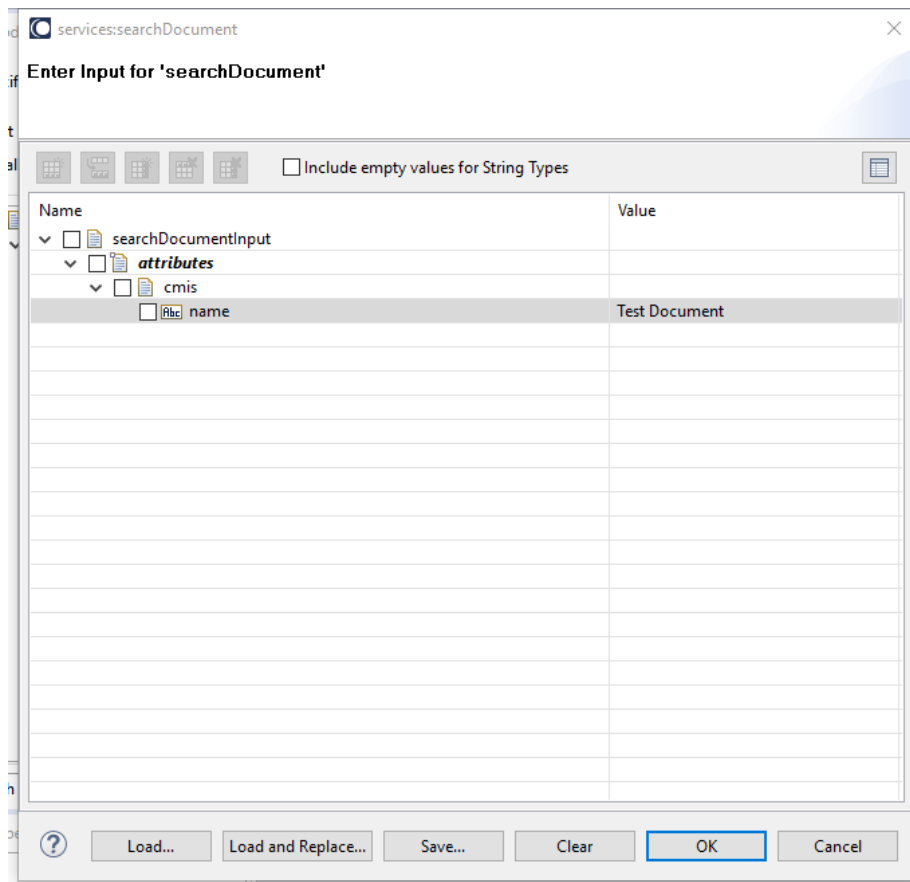 services:searchDocument
Enter Input for 'searchDocument'
Include empty values for String Types
Name Value
searchDocumentInput
attributes
cmis
Abc name Test Document
? Load... Load and Replace... Save... Clear OK Cancel